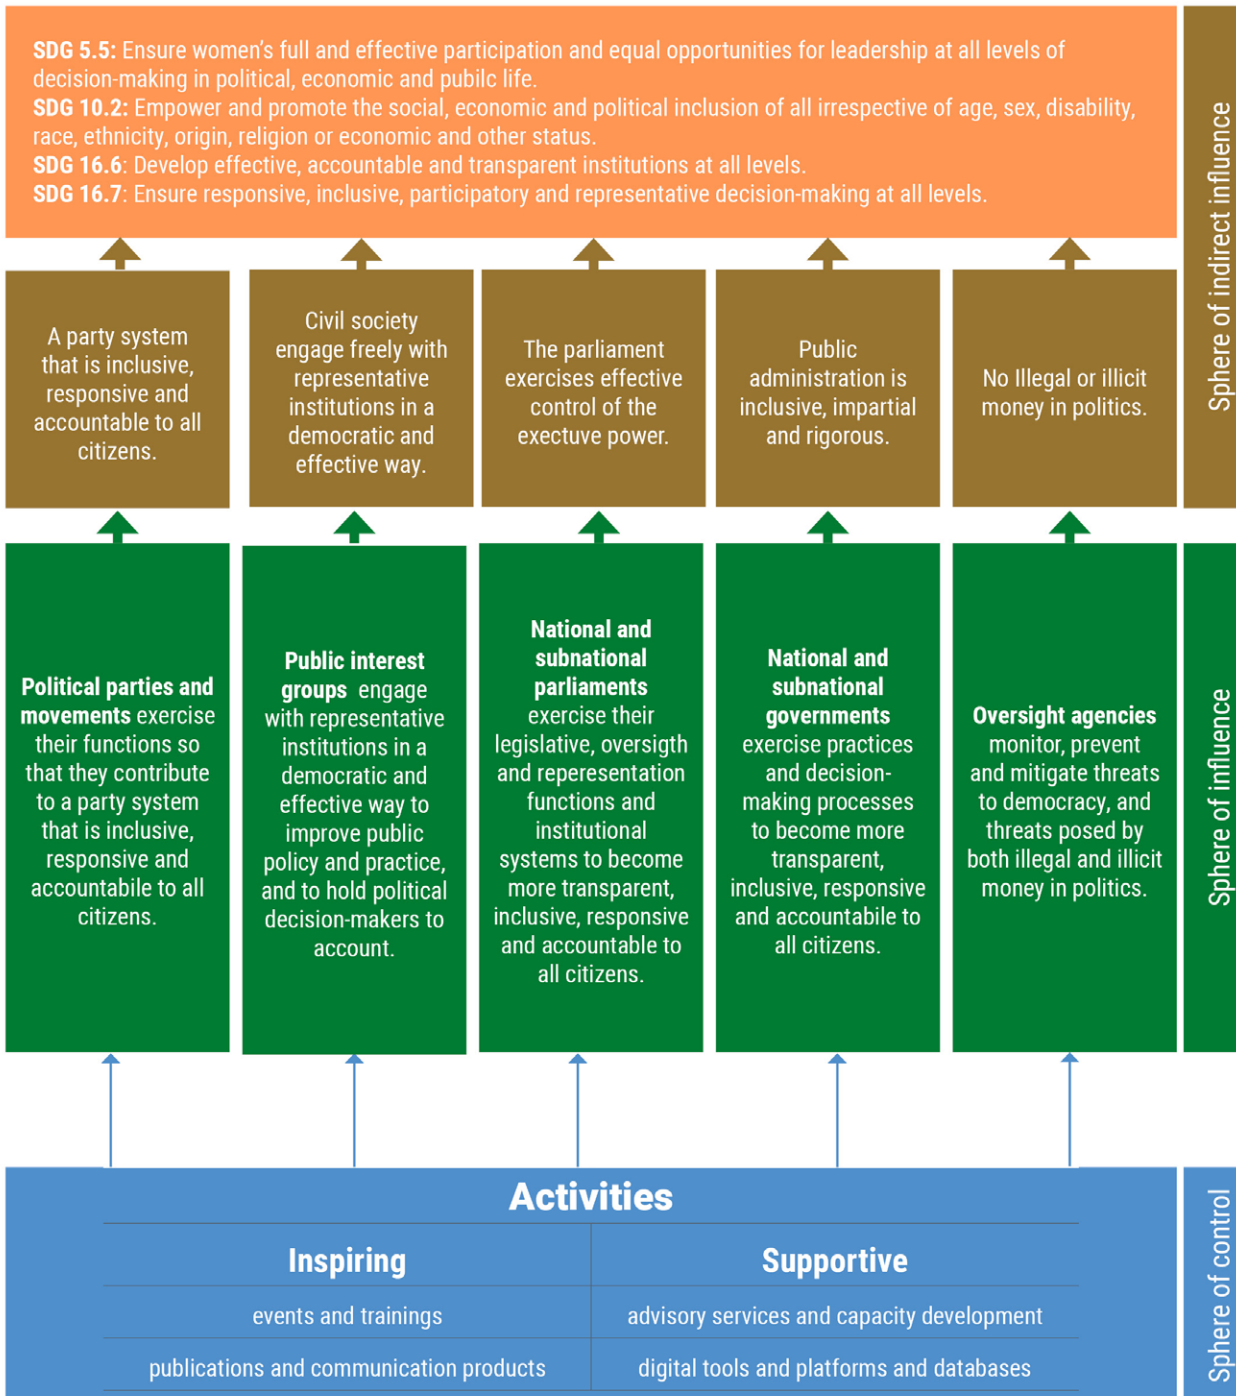 SDG 5.5: Ensure women's full and effective participation and equal opportunities for leadership at all levels of
decision-making in political, economic and public life.
SDG 10.2: Empower and promote the social, economic and political inclusion of all irrespective of age, sex, disability,
race, ethnicity, origin, religion or economic and other status.
SDG 16.6: Develop effective, accountable and transparent institutions at all levels.
SDG 16.7: Ensure responsive, inclusive, participatory and representative decision-making at all levels.
Sphere of indirect influence
A party system
that is inclusive,
responsive and
accountable to all
citizens.
Civil society
engage freely with
representative
institutions in a
democratic and
effective way.
The parliament
exercises effective
control of the
exectuve power.
Public
administration is
inclusive, impartial
and rigorous.
No Illegal or illicit
money in politics.
Political parties and
movements exercise
their functions so
that they contribute
to a party system
that is inclusive,
responsive and
accountabile to all
citizens.
Public interest
groups engage
with representative
institutions in a
democratic and
effective way to
improve public
policy and practice,
and to hold political
decision-makers to
account.
National and
subnational
parliaments
exercise their
legislative, oversigth
and reperesentation
functions and
institutional
systems to become
more transparent,
inclusive, responsive
and accountable to
all citizens.
National and
subnational
governments
exercise practices
and decision-
making processes
to become more
transparent,
inclusive, responsive
and accountabile to
all citizens.
Oversight agencies
monitor, prevent
and mitigate threats
to democracy, and
threats posed by
both illegal and illicit
money in politics.
Sphere of influence
Activities
Inspiring
Supportive
events and trainings
advisory services and capacity development
publications and communication products
digital tools and platforms and databases
Sphere of control